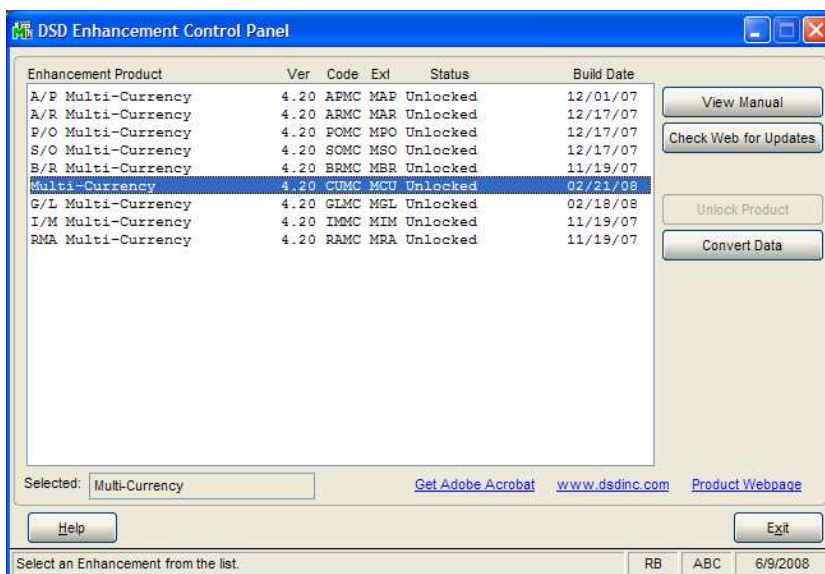 DSD Enhancement Control Panel
Enhancement Product Ver Code Ext Status Build Date
A/P Multi-Currency 4.20 APMC MAP Unlocked 12/01/07
A/R Multi-Currency 4.20 ARMC MAR Unlocked 12/17/07
P/O Multi-Currency 4.20 POMC MPO Unlocked 12/17/07
S/O Multi-Currency 4.20 SOMC MSO Unlocked 12/17/07
B/R Multi-Currency 4.20 BRMC MBR Unlocked 11/19/07
Multi-Currency 4.20 CUMC MCU Unlocked 02/21/08
G/L Multi-Currency 4.20 GLMC MGL Unlocked 02/18/08
I/M Multi-Currency 4.20 IMMC MIM Unlocked 11/19/07
RMA Multi-Currency 4.20 RAMC MRA Unlocked 11/19/07
View Manual
Check Web for Updates
Unlock Product
Convert Data
Selected: Multi-Currency Get Adobe Acrobat www.dsdinc.com Product Webpage
Help Exit
Select an Enhancement from the list. RB ABC 6/9/2008